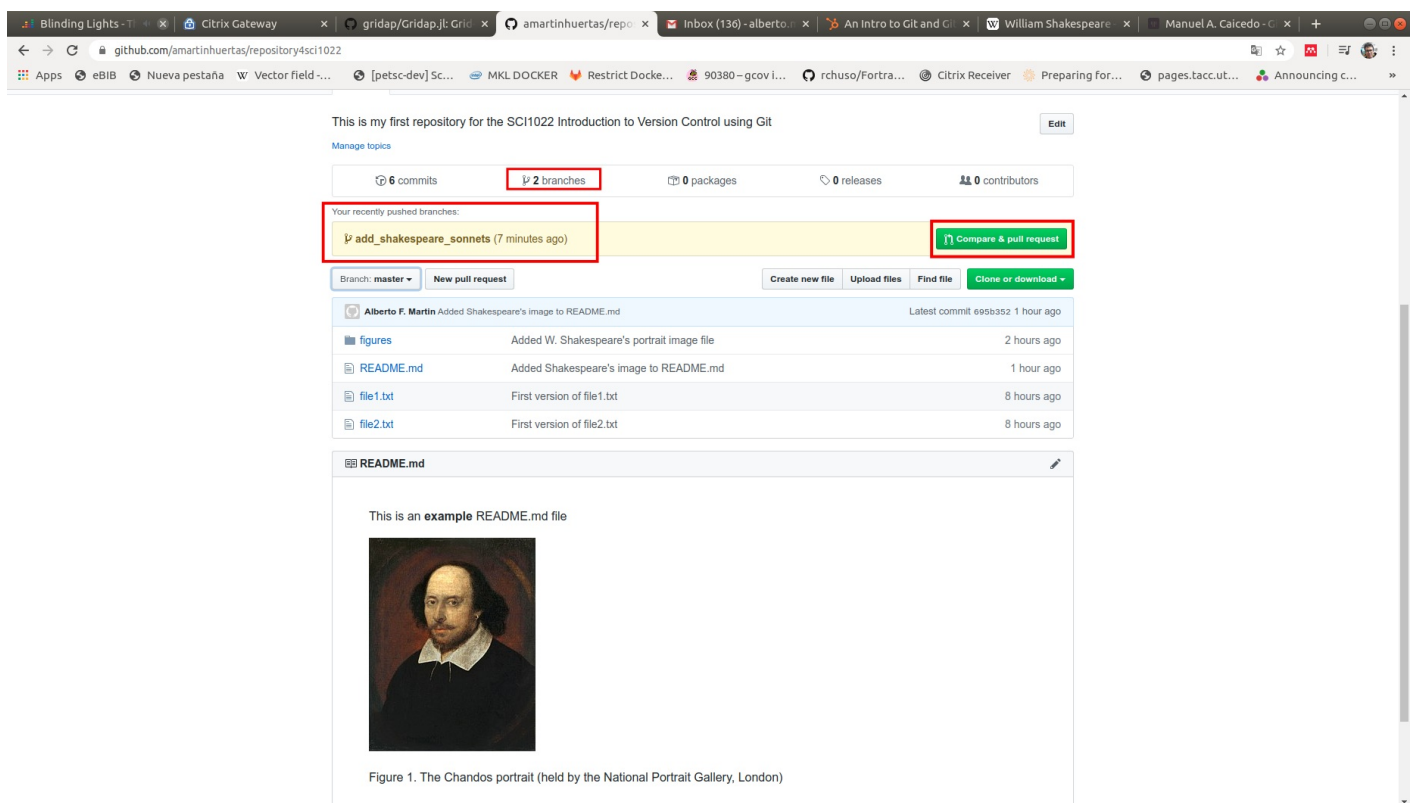 Blinding Lights - Th Citrix Gateway gridap/Gridap.jl: Grid amartinhuertas/repo Inbox (136) - alberto.m An Intro to Git and Git William Shakespeare - Manuel A. Caicedo - G
github.com/amartinhuertas/repository4sci1022
Apps eBIB Nueva pestaña Vector field -... [petsc-dev] Sc... MKL DOCKER Restrict Docke... 90380 – gcov i... rchuso/Fortra... Citrix Receiver Preparing for... pages.tacc.ut... Announcing c... »
This is my first repository for the SCI1022 Introduction to Version Control using Git Edit
Manage topics
6 commits 2 branches 0 packages 0 releases 0 contributors
Your recently pushed branches:
add_shakespeare_sonnets (7 minutes ago) Compare & pull request
Branch: master New pull request Create new file Upload files Find file Clone or download
Alberto F. Martin Added Shakespeare's image to README.md Latest commit 695b352 1 hour ago
figures Added W. Shakespeare's portrait image file 2 hours ago
README.md Added Shakespeare's image to README.md 1 hour ago
file1.txt First version of file1.txt 8 hours ago
file2.txt First version of file2.txt 8 hours ago
README.md
This is an example README.md file
Figure 1. The Chandos portrait (held by the National Portrait Gallery, London)